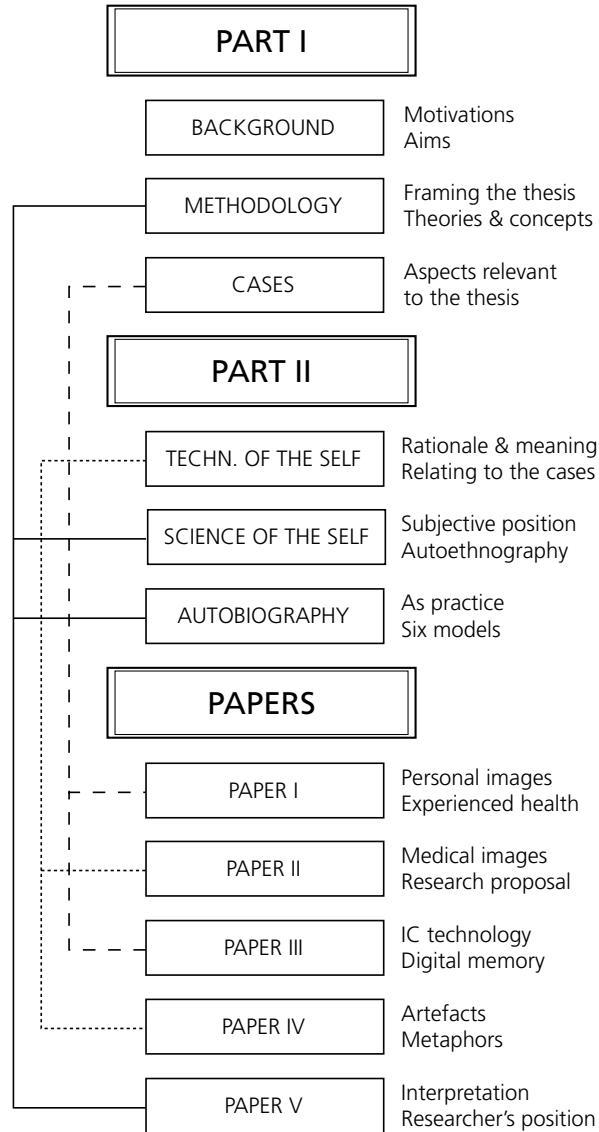 PART I
BACKGROUND
Motivations
Aims
METHODOLOGY
Framing the thesis
Theories & concepts
CASES
Aspects relevant
to the thesis
PART II
TECHN. OF THE SELF
Rationale & meaning
Relating to the cases
SCIENCE OF THE SELF
Subjective position
Autoethnography
AUTOBIOGRAPHY
As practice
Six models
PAPERS
PAPER I
Personal images
Experienced health
PAPER II
Medical images
Research proposal
PAPER III
IC technology
Digital memory
PAPER IV
Artefacts
Metaphors
PAPER V
Interpretation
Researcher's position